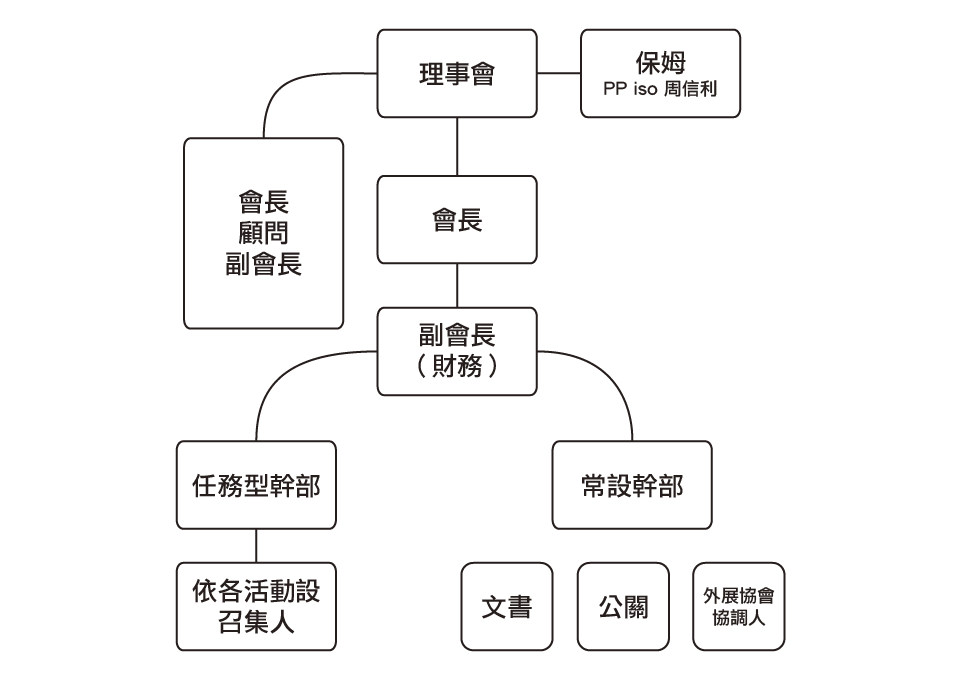 理事會
保姆
PP iso 周信利
會長
顧問
副會長
會長
副會長
（財務）
任務型幹部
常設幹部
依各活動設
召集人
文書
公關
外展協會
協調人